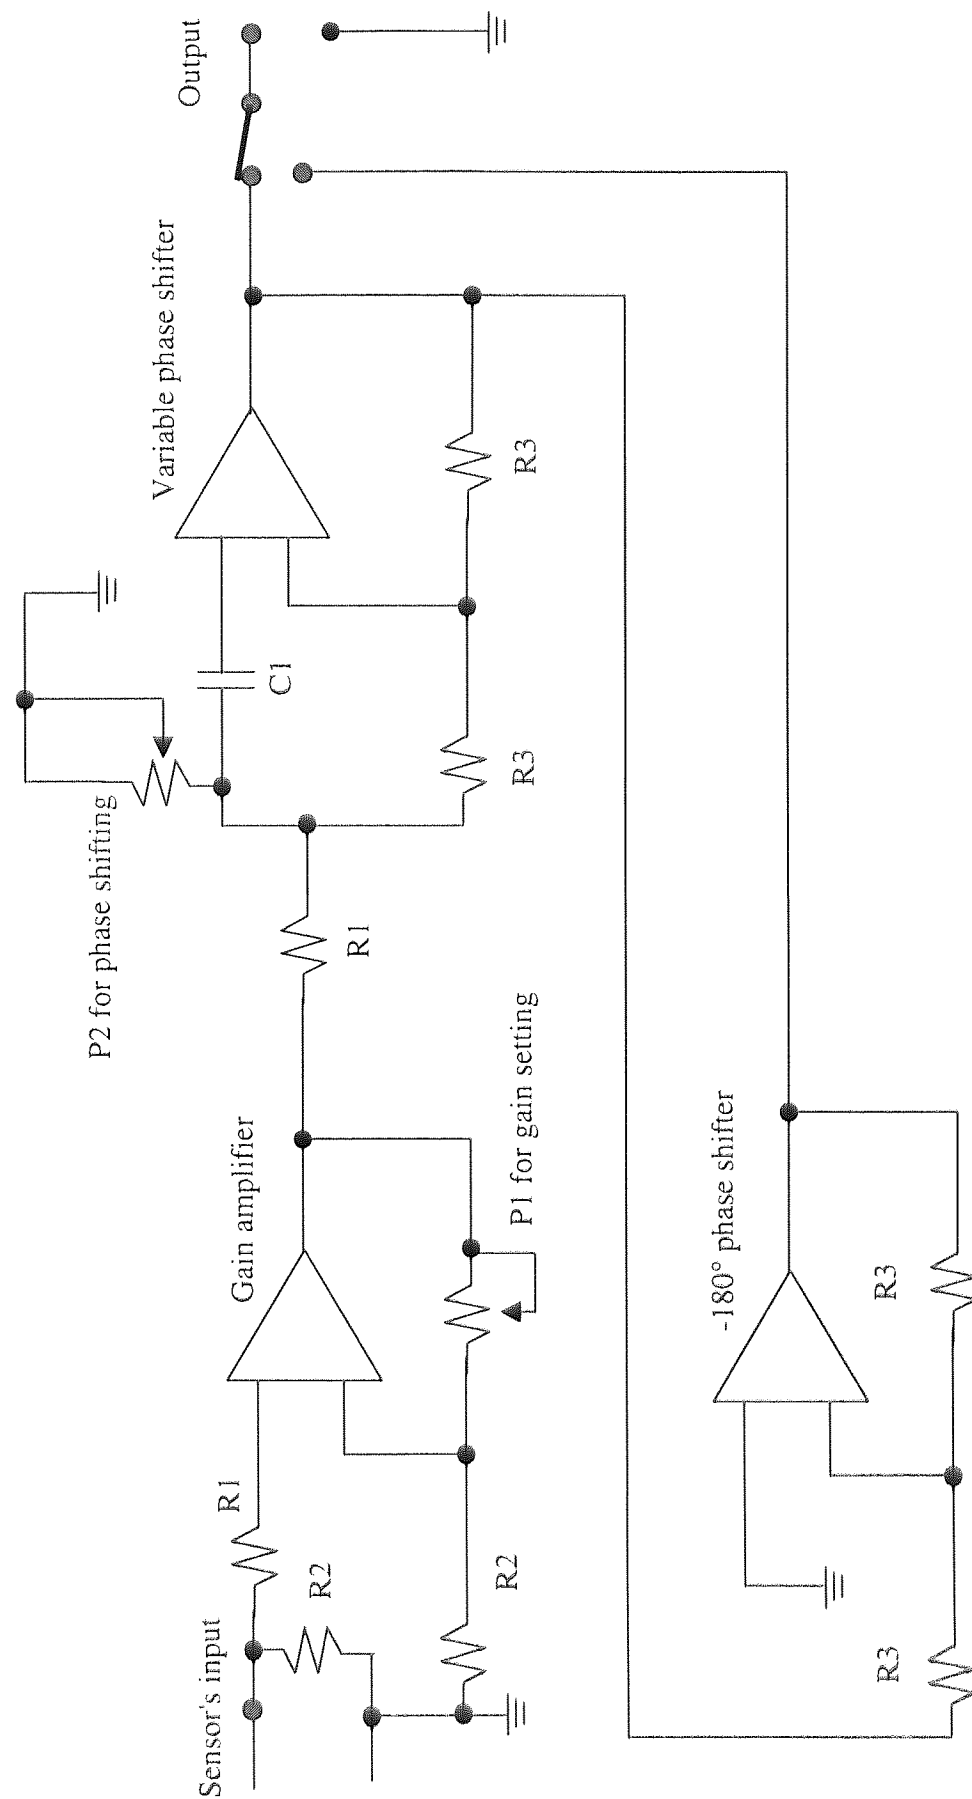 Sensor's input
R1
R2
R2
Gain amplifier
P1 for gain setting
R1
P2 for phase shifting
C1
R3
Variable phase shifter
R3
Output
-180° phase shifter
R3
R3